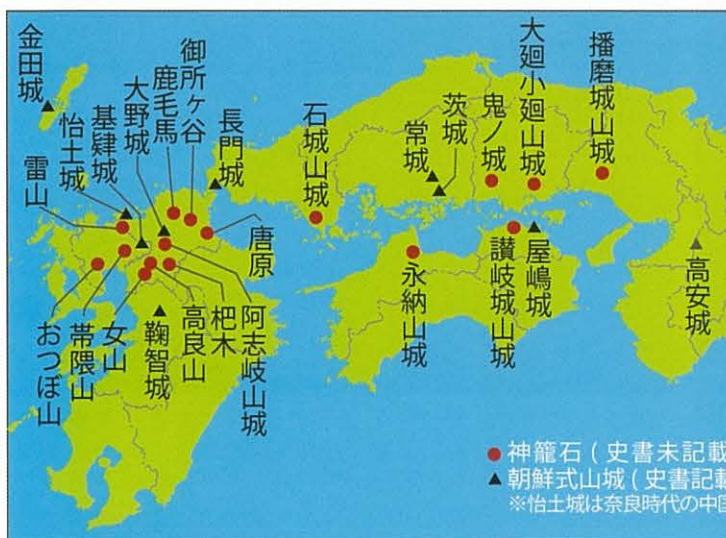 金田城
雷山
怡土城
基肄城
大野城
鹿毛馬
御所ヶ谷
長門城
石城山城
常城
茨城
鬼ノ城
大廻小廻山城
播磨城山城
唐原
おつぼ山
帯隈山
女山
鞠智城
高良山
杷木
阿志岐山城
永納山城
讃岐城山城
屋嶋城
高安城
●神籠石(史書未記載
▲朝鮮式山城(史書記載
※怡土城は奈良時代の中国